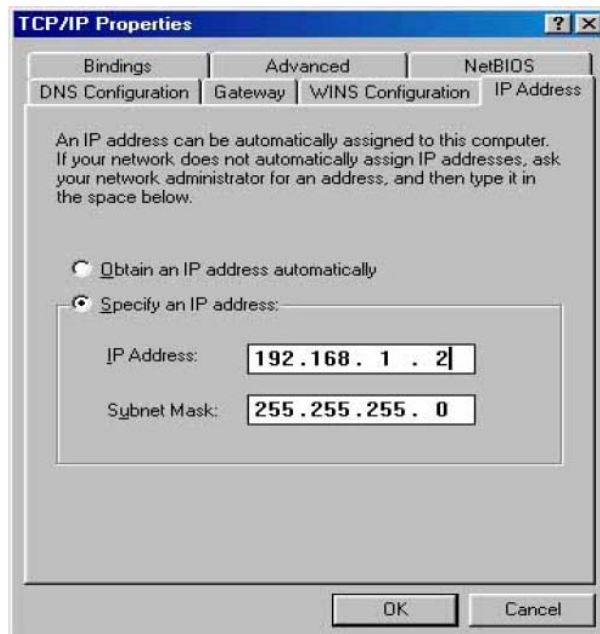 TCP/IP Properties
? ×
Bindings Advanced NetBIOS
DNS Configuration Gateway WINS Configuration IP Address
An IP address can be automatically assigned to this computer.
If your network does not automatically assign IP addresses, ask
your network administrator for an address, and then type it in
the space below.
Obtain an IP address automatically
Specify an IP address:
IP Address: 192.168. 1 . 2
Subnet Mask: 255.255.255. 0
OK Cancel